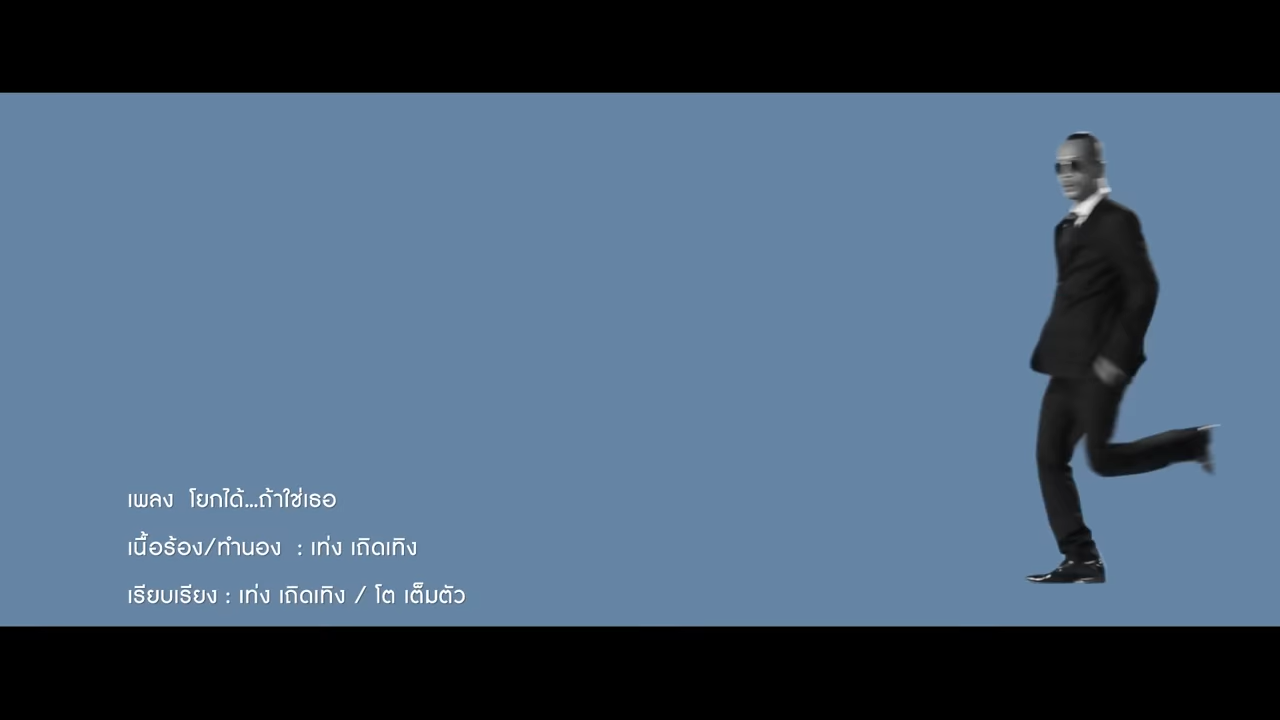 เพลง  โยกได้...ถ้าใช่เธอ
เนื้อร้อง/ทำนอง  : เท่ง เถิดเทิง
เรียบเรียง : เท่ง เถิดเทิง / โต เต็มตัว